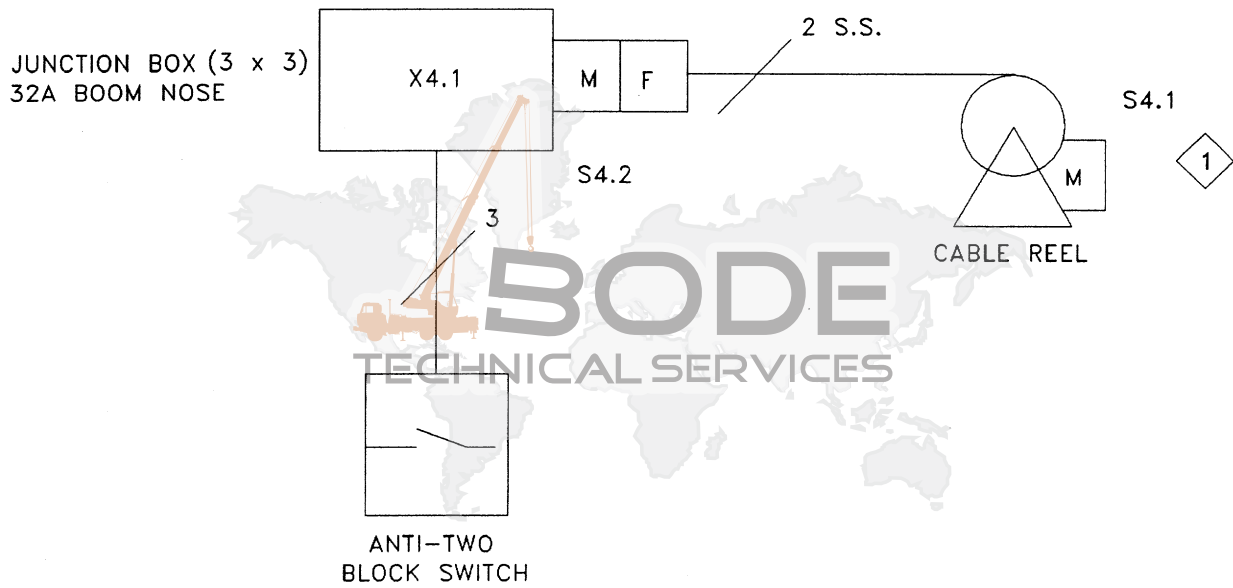 2 S.S.
JUNCTION BOX (3 x 3)
32A BOOM NOSE
X4.1
M
F
S4.1
S4.2
M
1
3
CABLE REEL
BODE
TECHNICAL SERVICES
ANTI-TWO
BLOCK SWITCH